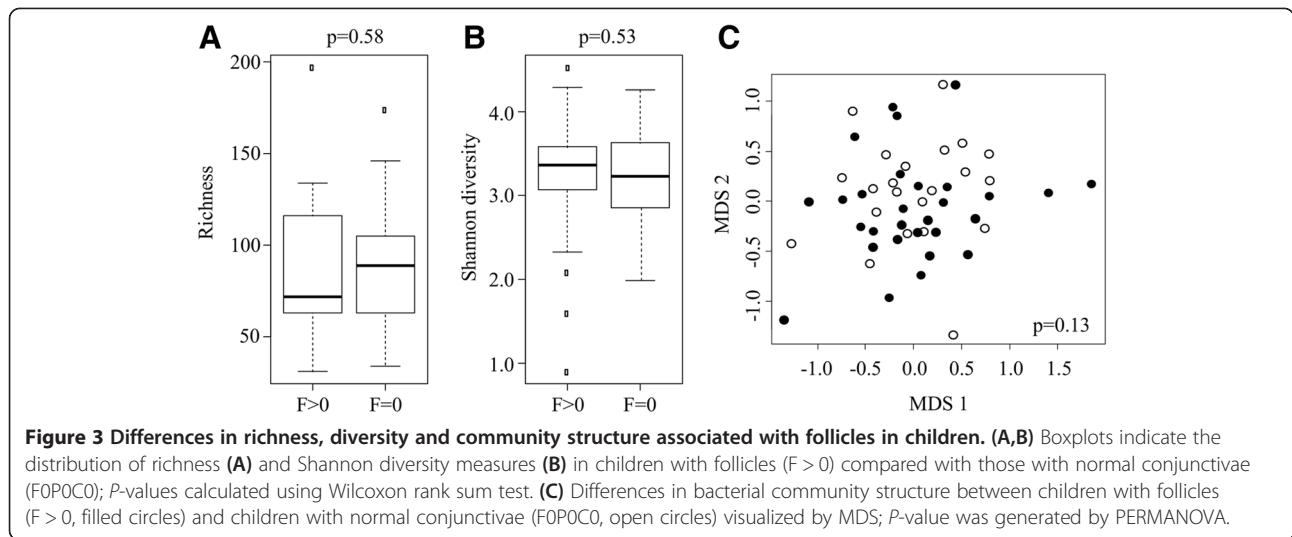 A
p=0.58
Richness
200
150
100
50
F>0 F=0
B
p=0.53
Shannon diversity
4.0
3.0
2.0
1.0
F>0 F=0
C
MDS 2
1.0
0.5
0.0
-0.5
-1.0
p=0.13
-1.0 -0.5 0.0 0.5 1.0 1.5
MDS 1
Figure 3 Differences in richness, diversity and community structure associated with follicles in children. (A,B) Boxplots indicate the
distribution of richness (A) and Shannon diversity measures (B) in children with follicles (F > 0) compared with those with normal conjunctivae
(F0P0C0); P-values calculated using Wilcoxon rank sum test. (C) Differences in bacterial community structure between children with follicles
(F > 0, filled circles) and children with normal conjunctivae (F0P0C0, open circles) visualized by MDS; P-value was generated by PERMANOVA.